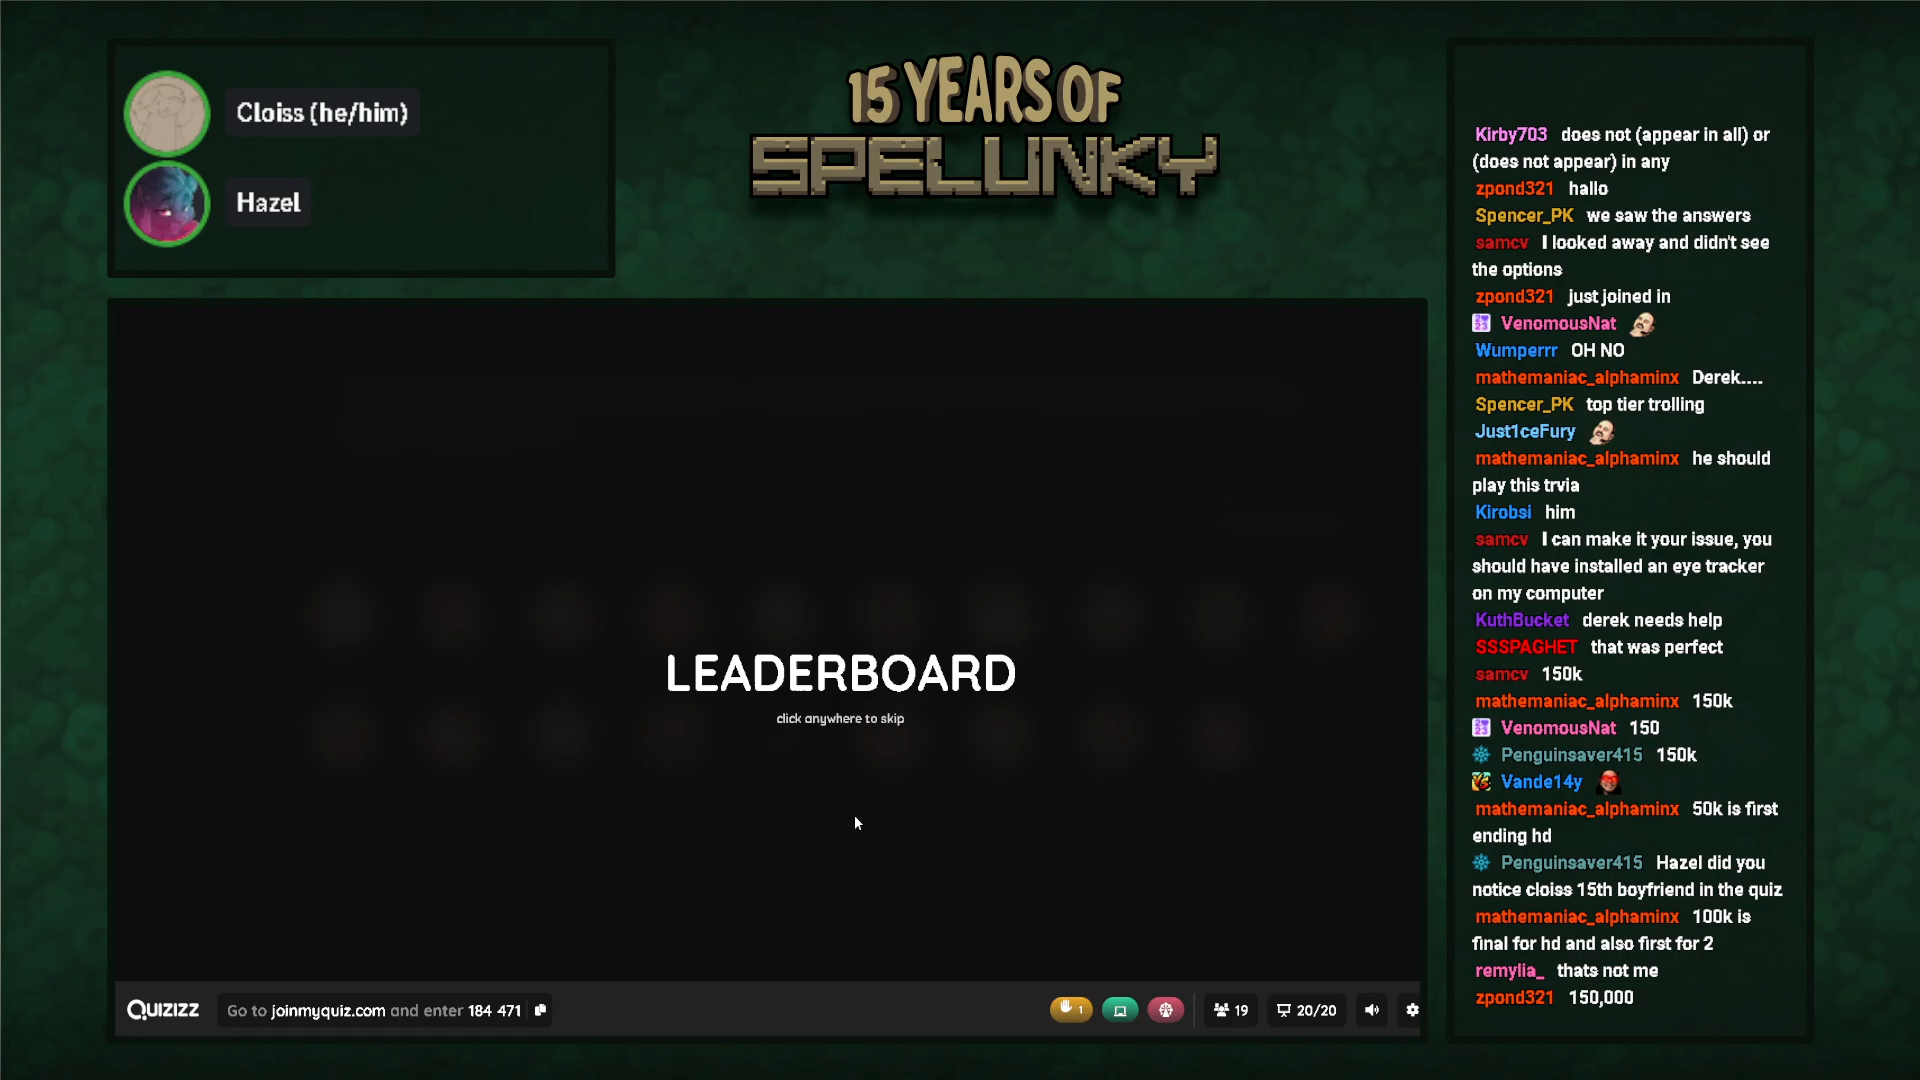 Cloiss (he/him)
Hazel
15 YEARS OF
SPELUNKY
LEADERBOARD
click anywhere to skip
QUIZIZZ
Go to joinmyquiz.com and enter 184 471
1
19
20/20
Kirby703 does not (appear in all) or
(does not appear) in any
zpond321 hallo
Spencer_PK we saw the answers
samcv I looked away and didn't see
the options
zpond321 just joined in
VenomousNat
Wumperrr OH NO
mathemaniac_alphaminx Derek....
Spencer_PK top tier trolling
Just1ceFury
mathemaniac_alphaminx he should
play this trvia
Kirobsi him
samcv I can make it your issue, you
should have installed an eye tracker
on my computer
KuthBucket derek needs help
SSSPAGHET that was perfect
samcv 150k
mathemaniac_alphaminx 150k
VenomousNat 150
Penguinsaver415 150k
Vande14y
mathemaniac_alphaminx 50k is first
ending hd
Penguinsaver415 Hazel did you
notice cloiss 15th boyfriend in the quiz
mathemaniac_alphaminx 100k is
final for hd and also first for 2
remylia_ thats not me
zpond321 150,000